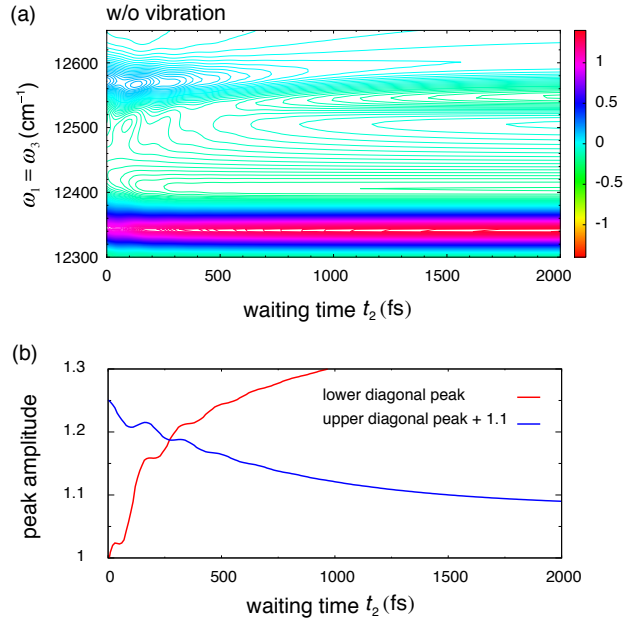 (a) w/o vibration
ω1 = ω3 (cm−1)
12600
12500
12400
12300
1
0.5
0
-0.5
-1
0 500 1000 1500 2000
waiting time t2 (fs)
(b)
peak amplitude
1.3
1.2
1.1
1
lower diagonal peak
upper diagonal peak + 1.1
0 500 1000 1500 2000
waiting time t2 (fs)